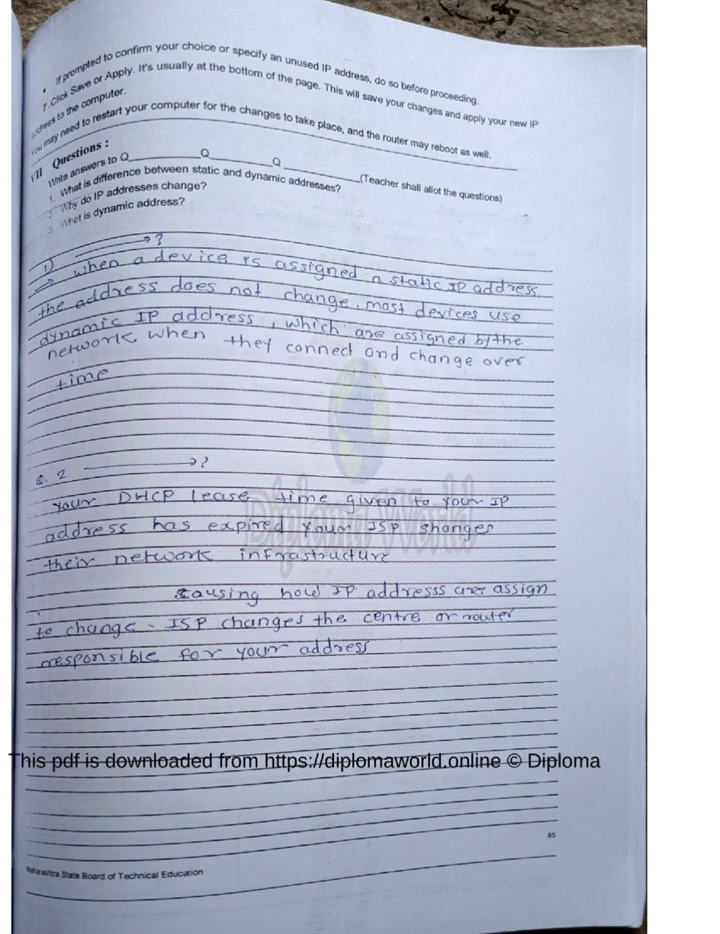 • If prompted to confirm your choice or specify an unused IP address, do so before proceeding.
7. Click Save or Apply. It's usually at the bottom of the page. This will save your changes and apply your new IP
address to the computer.
You may need to restart your computer for the changes to take place, and the router may reboot as well.
VII Questions :
Write answers to Q__________Q__________Q__________(Teacher shall allot the questions)
1. What is difference between static and dynamic addresses?
2. Why do IP addresses change?
3. What is dynamic address?
1) ?
when a device is assigned a static IP address,
the address does not change. most devices use
dynamic IP address, which are assigned by the
network when they connect and change over
time
Q. 2 ?
Your DHCP lease time given to your IP
address has expired Your ISP shanges
their network infrastructure
causing how IP addresss are assign
to change. ISP changes the centre or router
responsible for your address
Diploma World
This pdf is downloaded from https://diplomaworld.online © Diploma
85
Maharashtra State Board of Technical Education